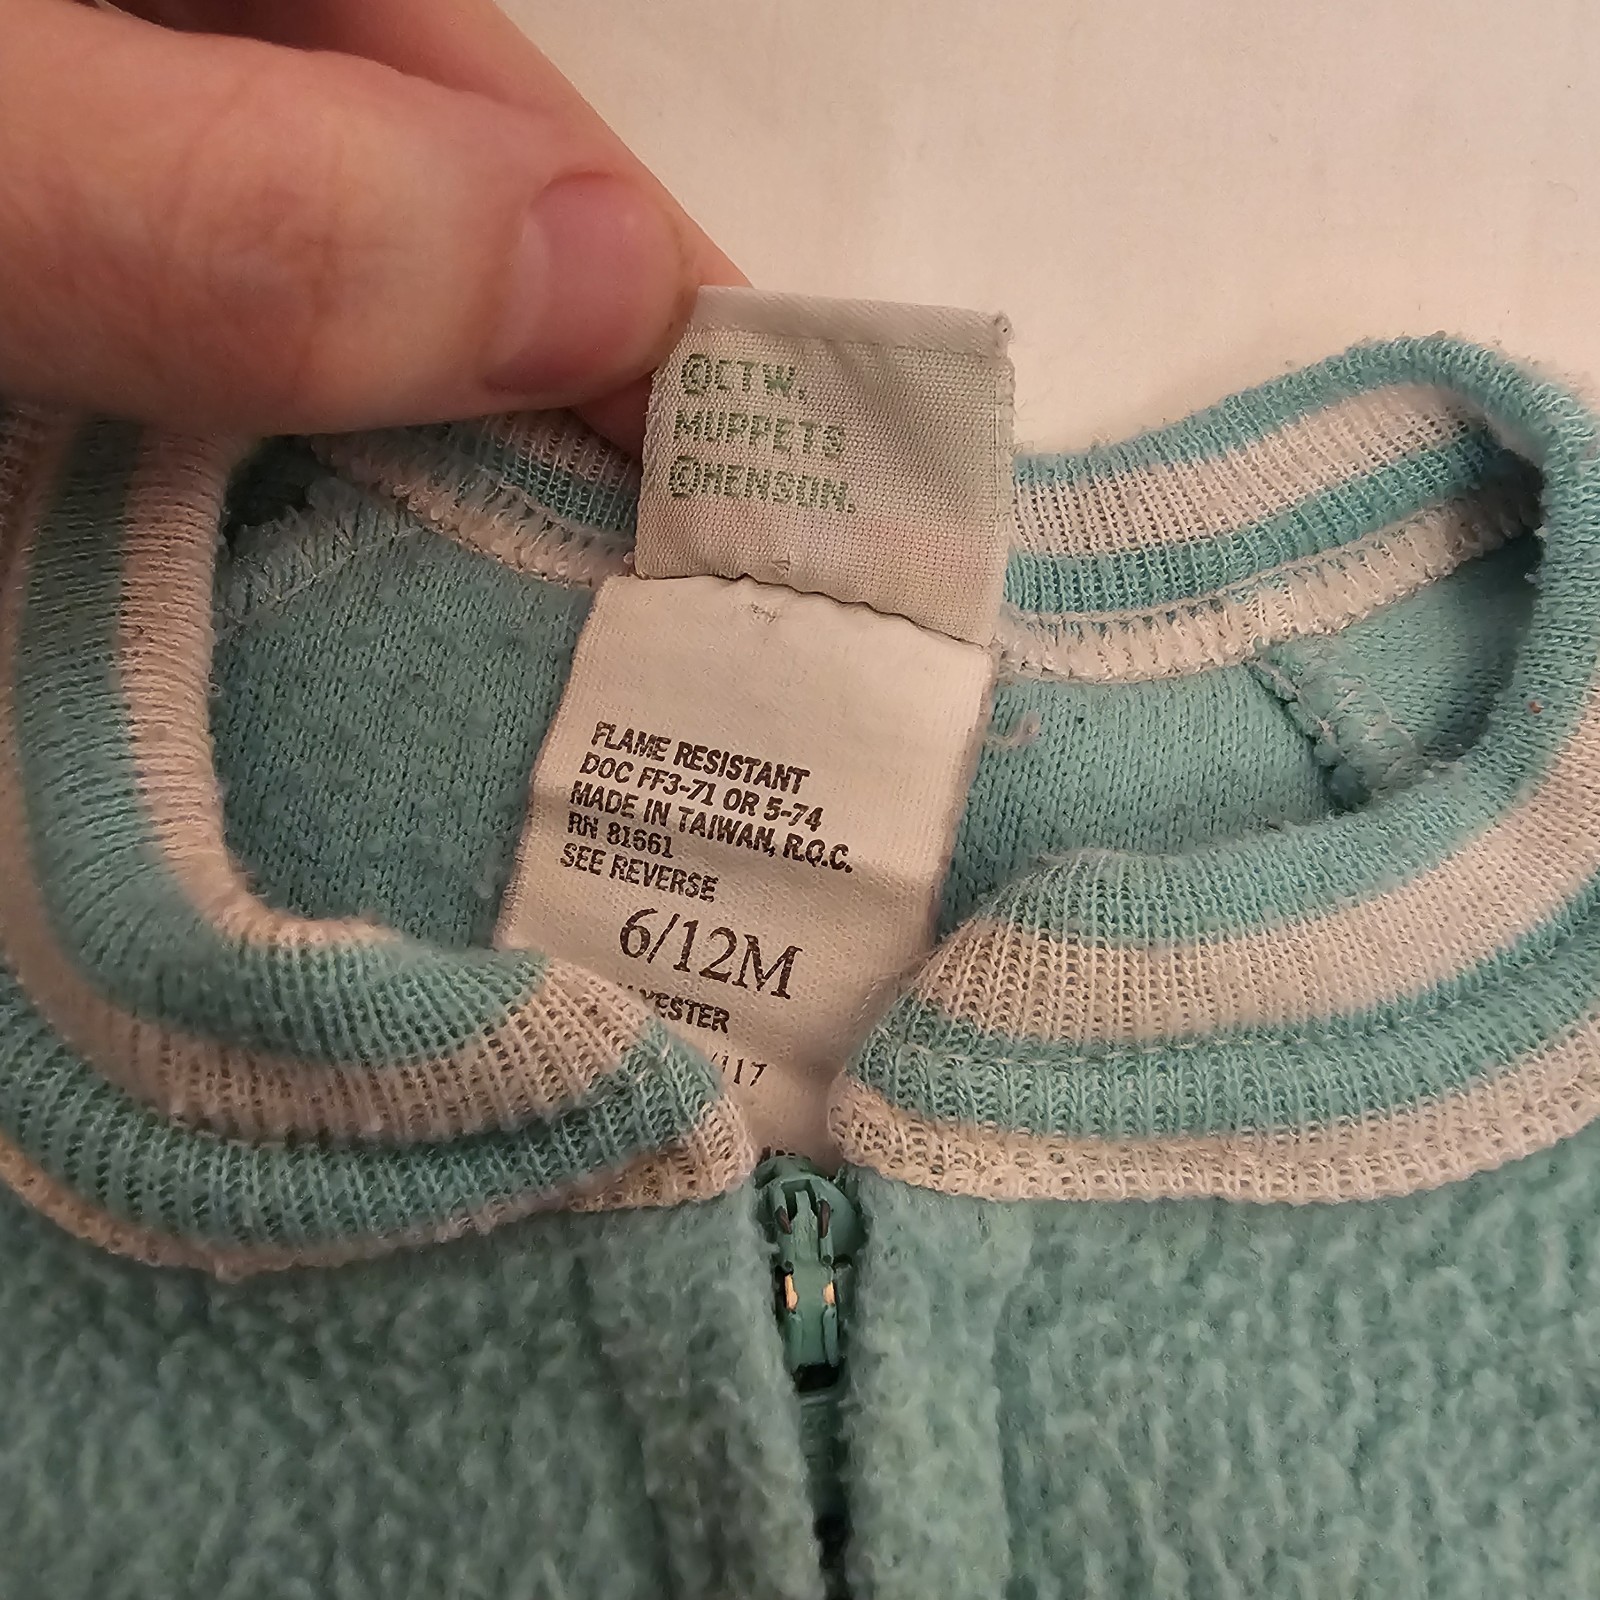 ©CTW.
MUPPETS
©HENSON.
FLAME RESISTANT
DOC FF3-71 OR 5-74
MADE IN TAIWAN, R.O.C.
RN 81661
SEE REVERSE
6/12M
/117